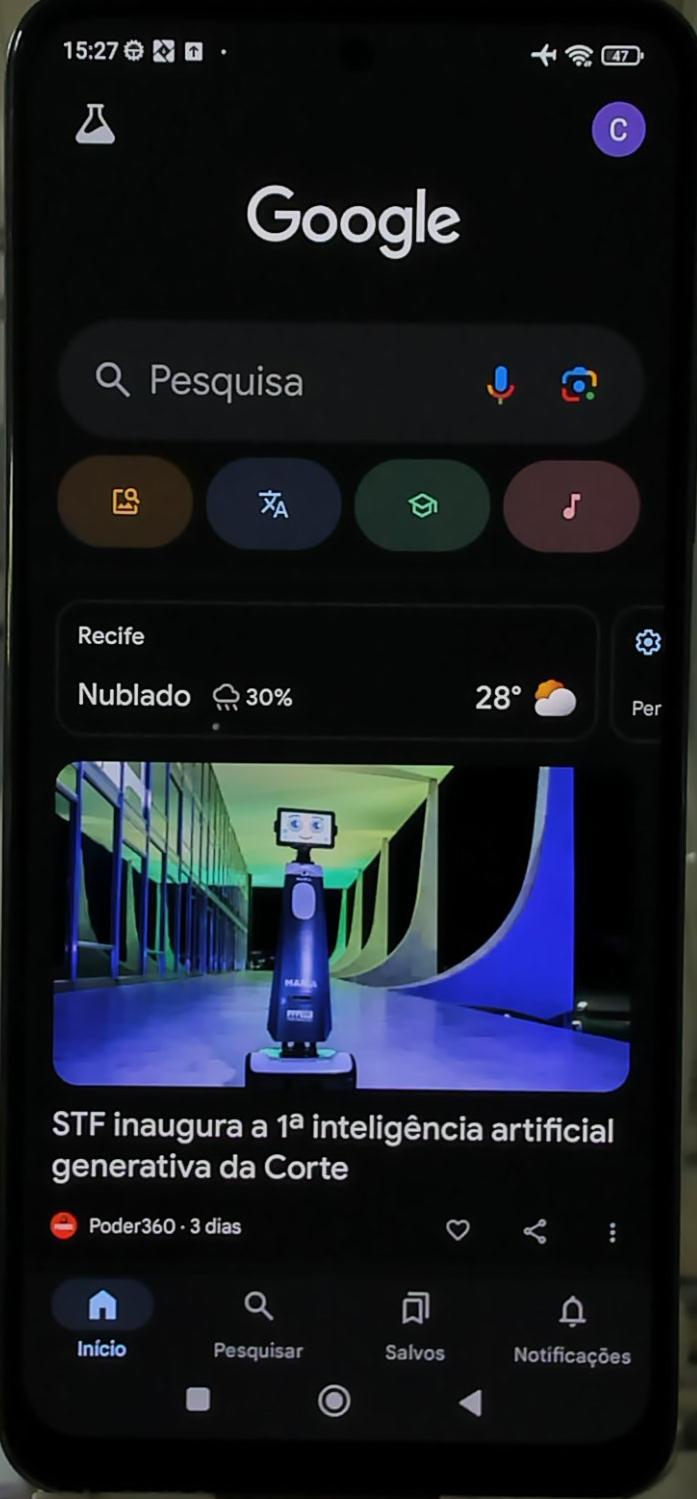 15:27
47
C
Google
Pesquisa
Recife
Nublado 30% 28°
Per
STF inaugura a 1ª inteligência artificial
generativa da Corte
Poder360 · 3 dias
Início Pesquisar Salvos Notificações